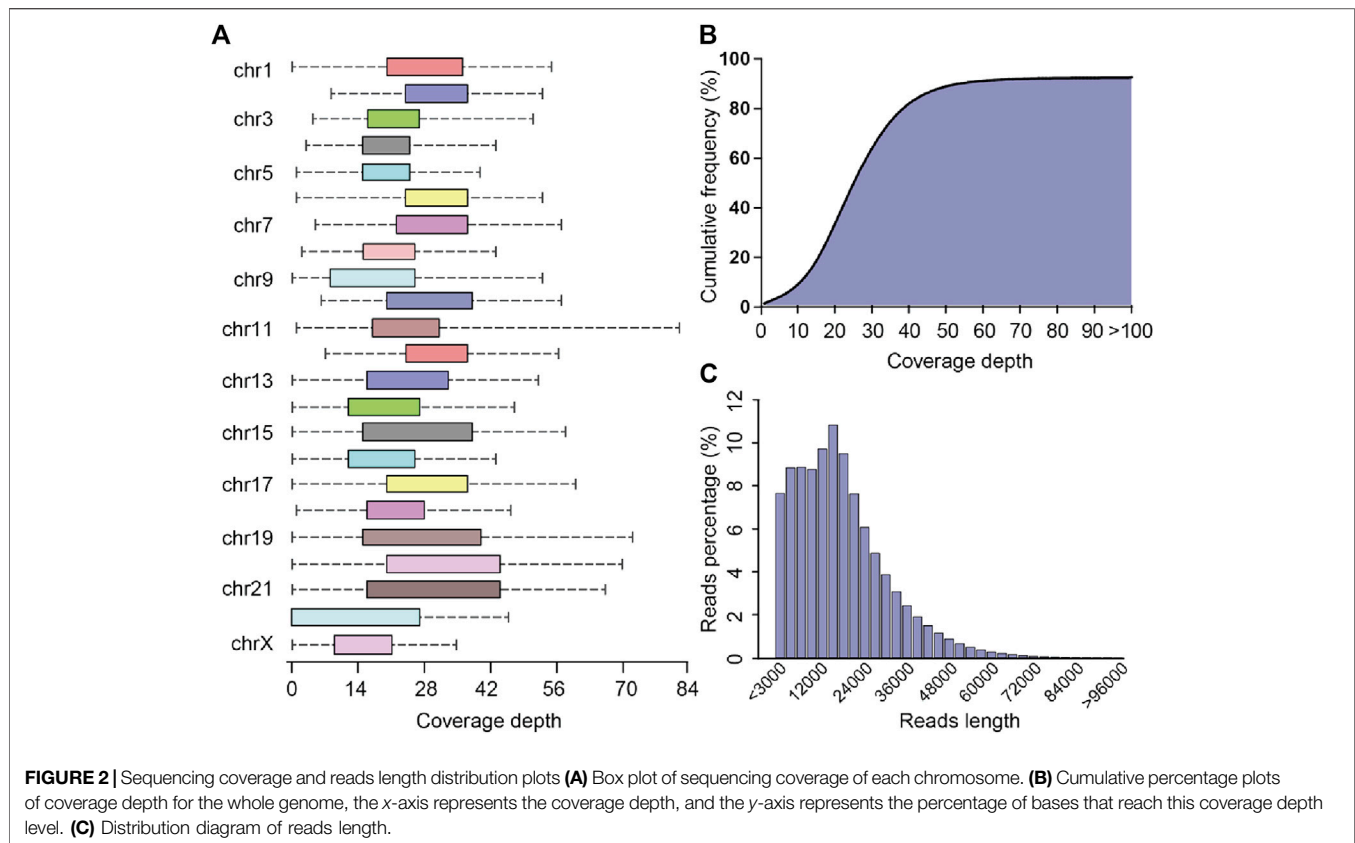 A
chr1
chr3
chr5
chr7
chr9
chr11
chr13
chr15
chr17
chr19
chr21
chrX
0 14 28 42 56 70 84
Coverage depth
B
Cumulative frequency (%)
100
80
60
40
20
0
0 10 20 30 40 50 60 70 80 90 >100
Coverage depth
C
Reads percentage (%)
12
10
8
6
4
2
0
<3000 12000 24000 36000 48000 60000 72000 84000 >96000
Reads length
FIGURE 2 | Sequencing coverage and reads length distribution plots (A) Box plot of sequencing coverage of each chromosome. (B) Cumulative percentage plots
of coverage depth for the whole genome, the x-axis represents the coverage depth, and the y-axis represents the percentage of bases that reach this coverage depth
level. (C) Distribution diagram of reads length.